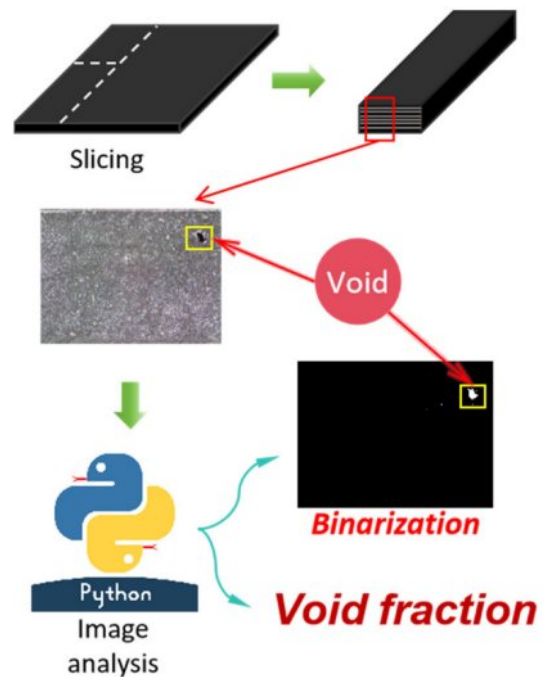 Slicing
Void
Binarization
Python
Image
analysis
Void fraction